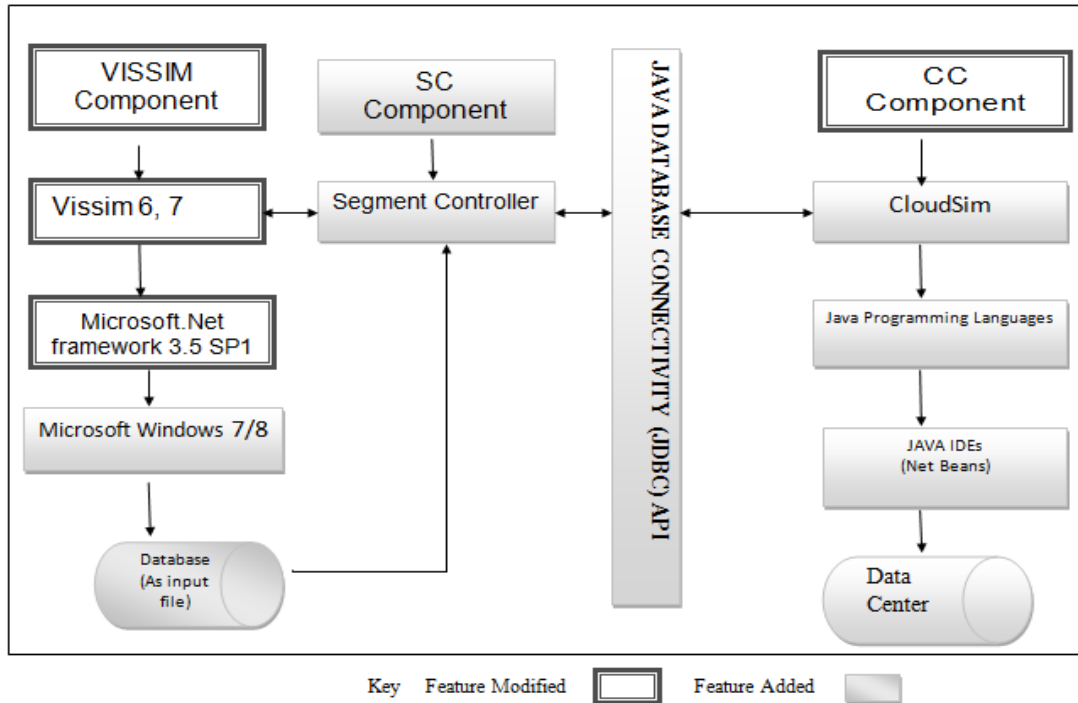 VISSIM
Component
Vissim 6, 7
Microsoft.Net
framework 3.5 SP1
Microsoft Windows 7/8
Database
(As input
file)
SC
Component
Segment Controller
JAVA DATABASE CONNECTIVITY (JDBC) API
CC
Component
CloudSim
Java Programming Languages
JAVA IDEs
(Net Beans)
Data
Center
Key Feature Modified Feature Added